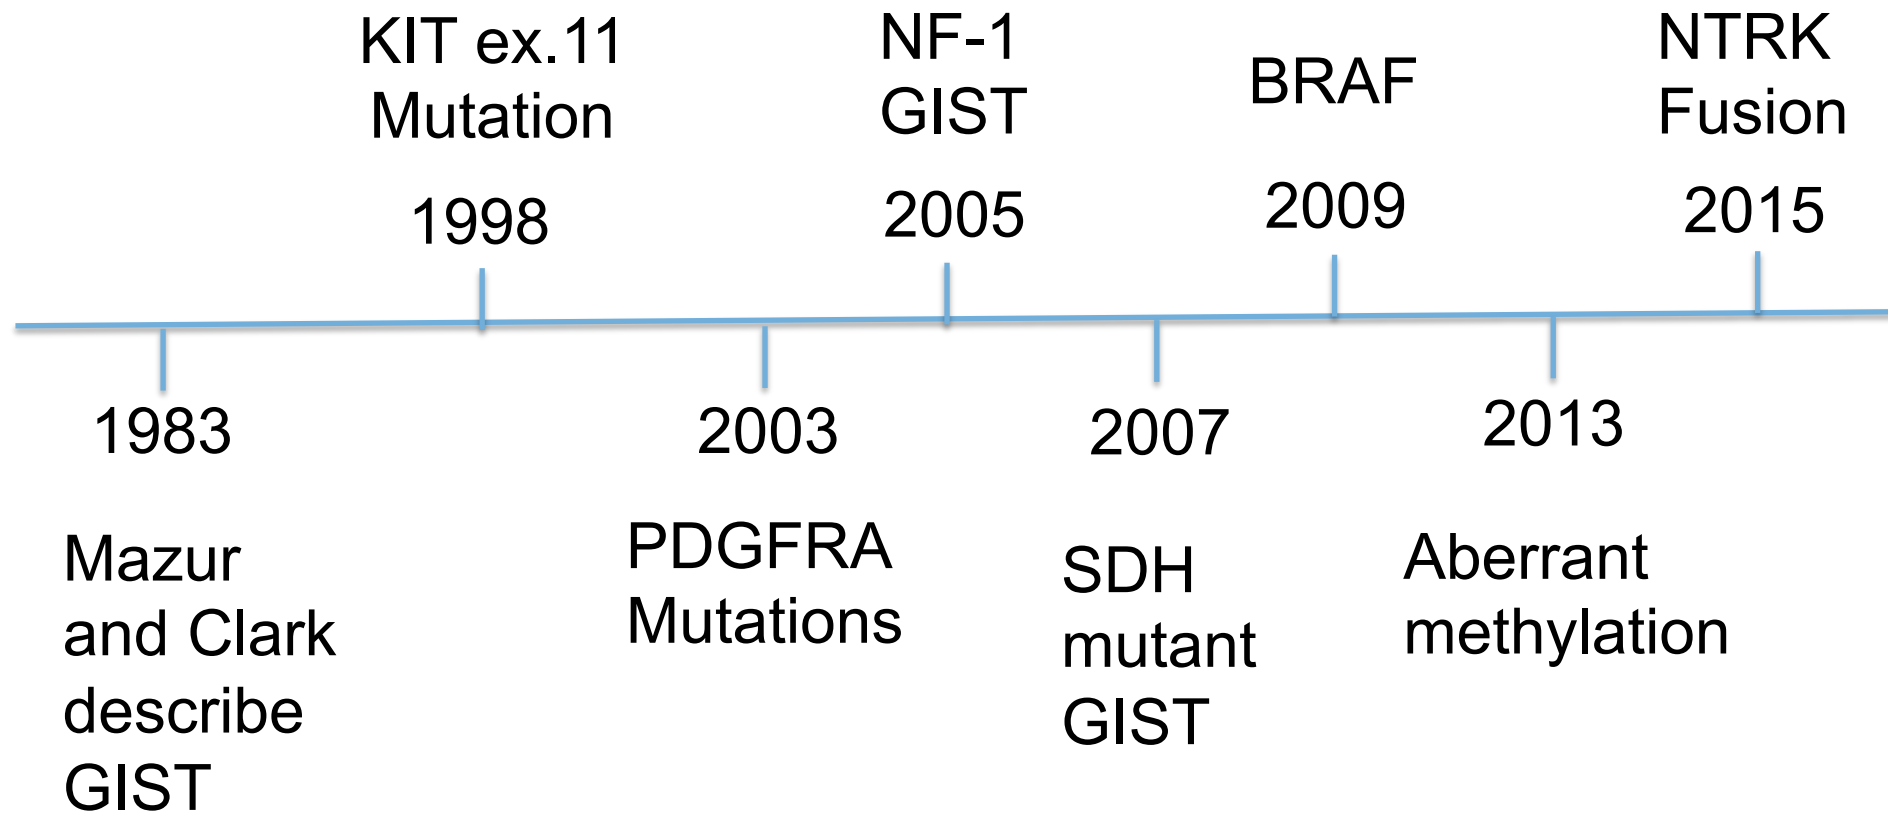 KIT ex.11
Mutation
1998
NF-1
GIST
2005
BRAF
2009
NTRK
Fusion
2015
1983
Mazur
and Clark
describe
GIST
2003
PDGFRA
Mutations
2007
SDH
mutant
GIST
2013
Aberrant
methylation